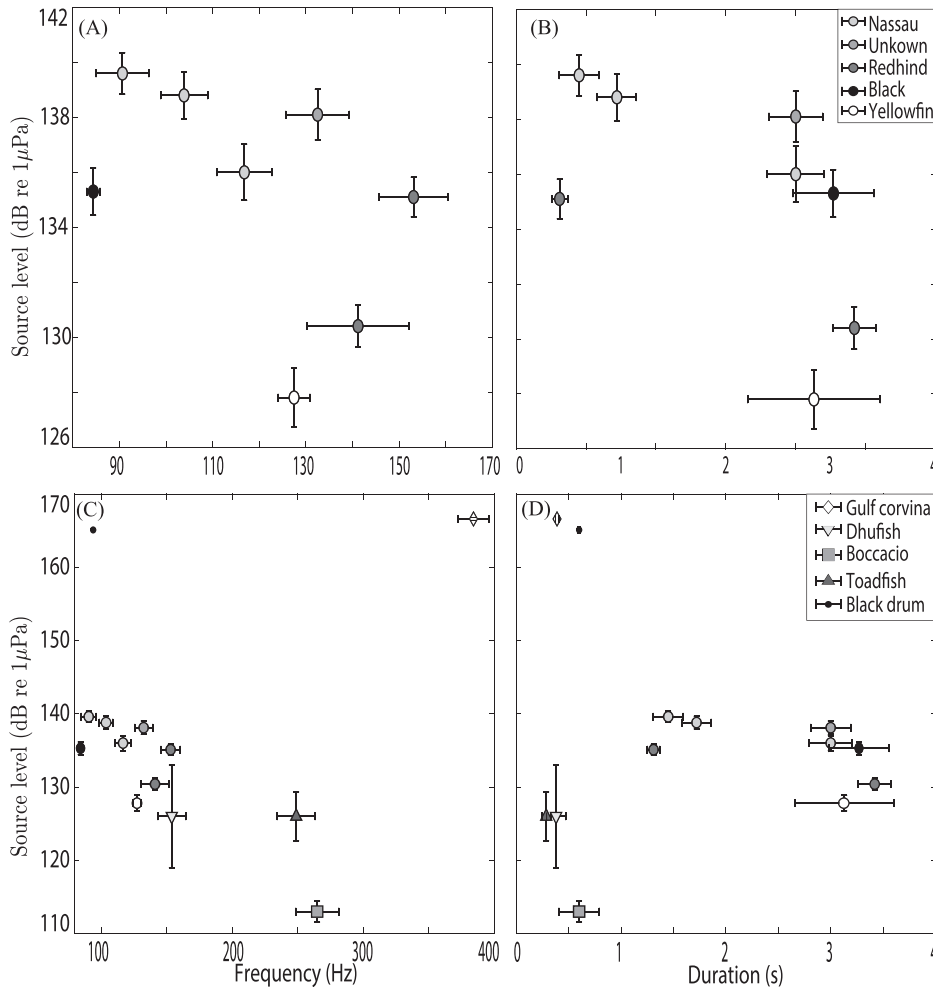 (A)
142
138
134
130
126
Source level (dB re 1µPa)
90 110 130 150 170
(B)
Nassau
Unkown
Redhind
Black
Yellowfin
0 1 3 4
(C)
170
160
150
140
130
120
110
Source level (dB re 1µPa)
100 200 300 400
Frequency (Hz)
(D)
Gulf corvina
Dhufish
Boccacio
Toadfish
Black drum
0 1 2 3 4
Duration (s)